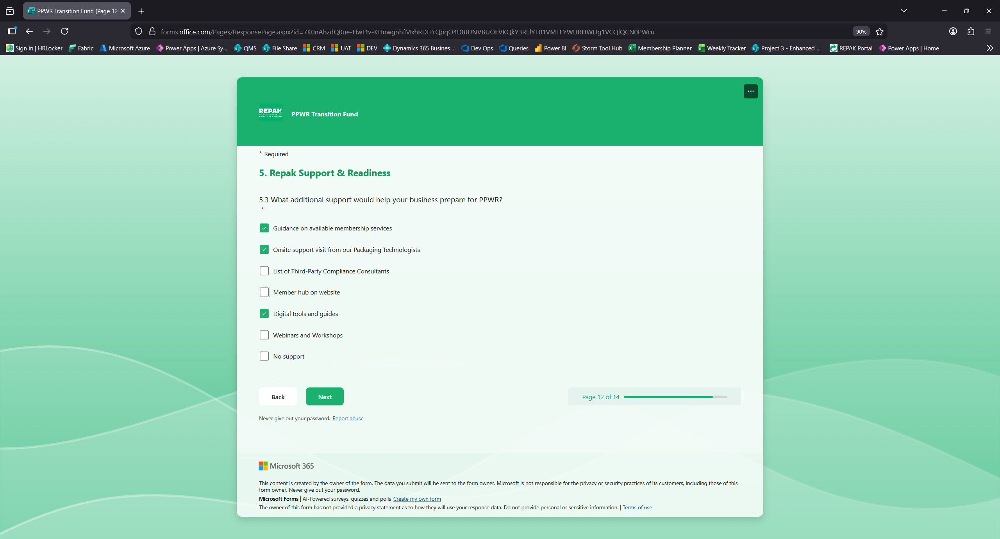 PPWR Transition Fund (Page 12
forms.office.com/Pages/ResponsePage.aspx?id=7K0nAhzdQ0ue-Hwt4v-KHnwgnhfMxhRDtPrQpqO4D8tUNVBUOFVKQkY3RElYT01VMTFYWURHWDg1VCQlQCN0PWcu
90%
Sign in | HRLocker
Fabric
Microsoft Azure
Power Apps | Azure Sy...
QMS
File Share
CRM
UAT
DEV
Dynamics 365 Busines...
Dev Ops
Queries
Power BI
Storm Tool Hub
Membership Planner
Weekly Tracker
Project 3 - Enhanced ...
REPAK Portal
Power Apps | Home
REPAK
PROUDLY SUPPORTING
A CIRCULAR ECONOMY
PPWR Transition Fund
* Required
5. Repak Support & Readiness
5.3 What additional support would help your business prepare for PPWR?
*
Guidance on available membership services
Onsite support visit from our Packaging Technologists
List of Third-Party Compliance Consultants
Member hub on website
Digital tools and guides
Webinars and Workshops
No support
Back
Next
Page 12 of 14
Never give out your password. Report abuse
Microsoft 365
This content is created by the owner of the form. The data you submit will be sent to the form owner. Microsoft is not responsible for the privacy or security practices of its customers, including those of this
form owner. Never give out your password.
Microsoft Forms | AI-Powered surveys, quizzes and polls Create my own form
The owner of this form has not provided a privacy statement as to how they will use your response data. Do not provide personal or sensitive information. | Terms of use